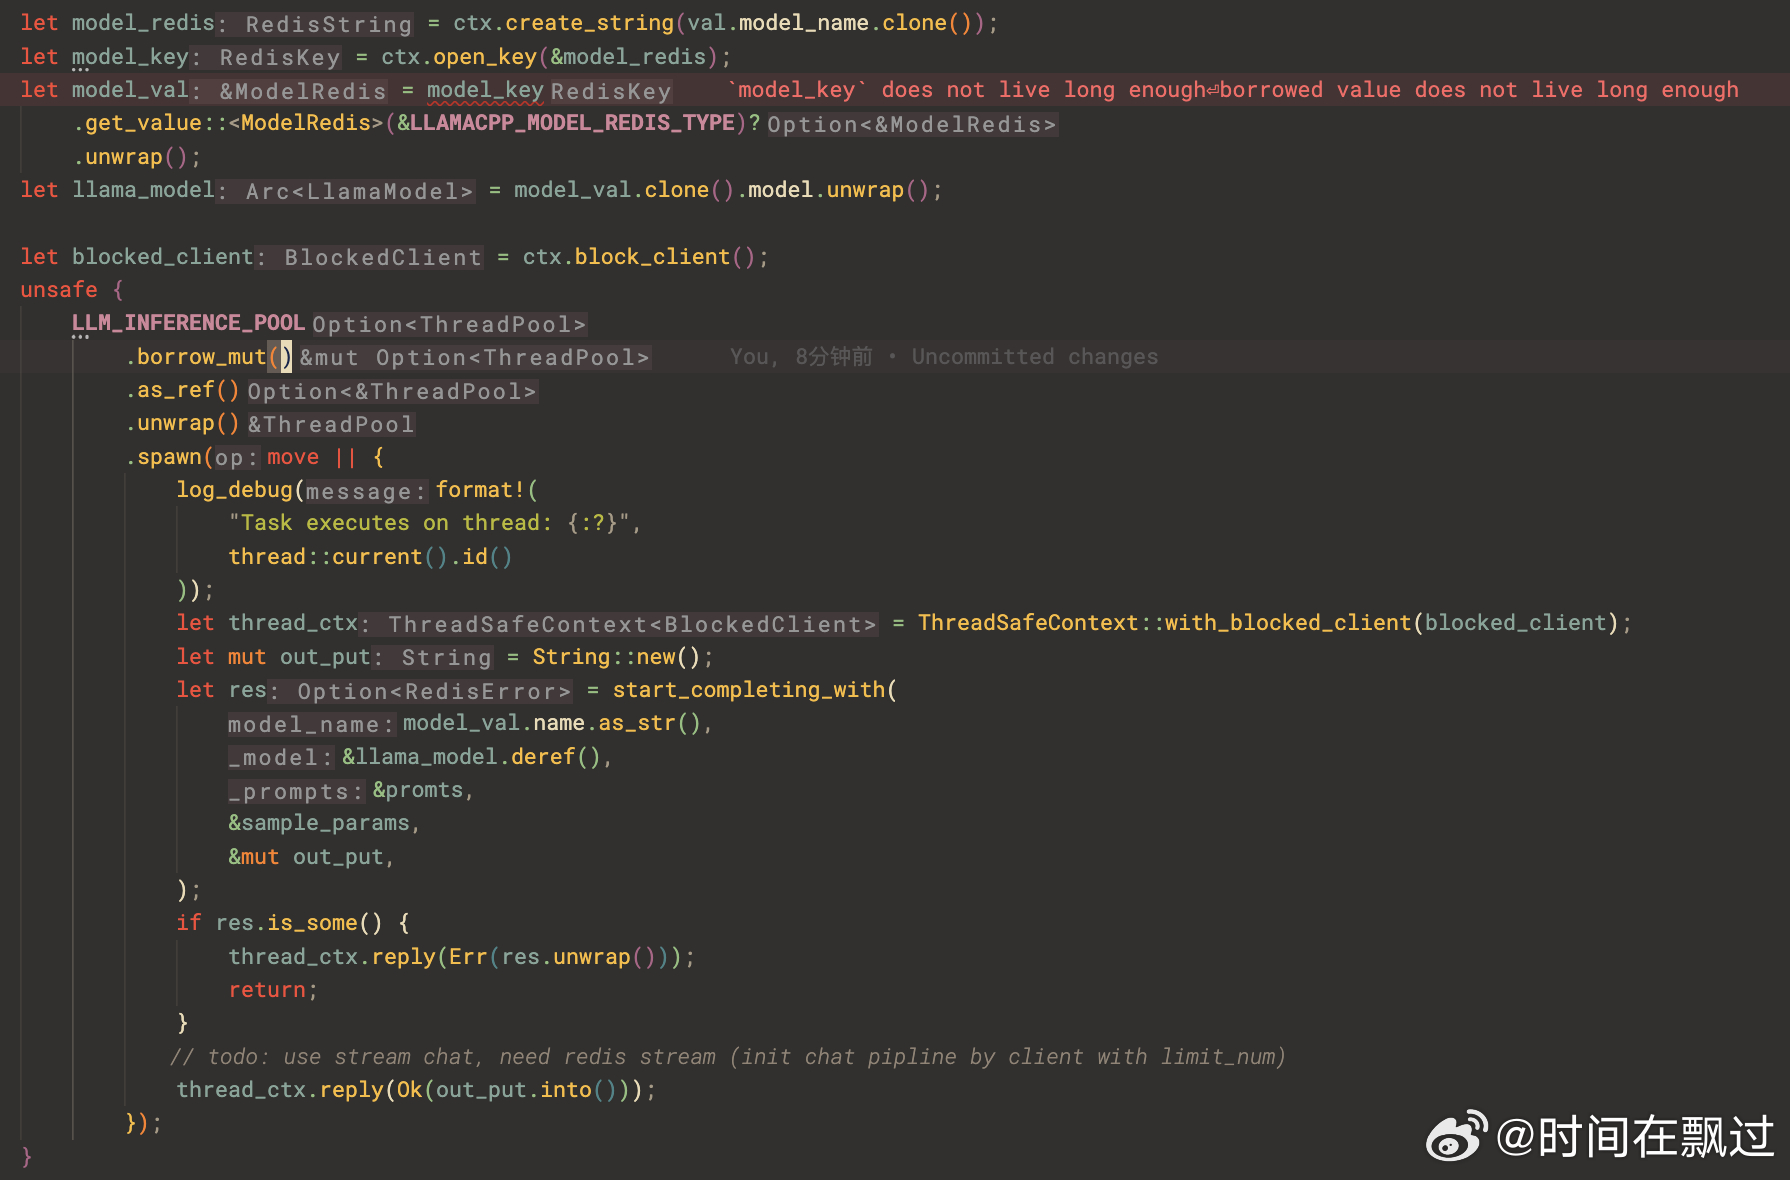 let model_redis: RedisString = ctx.create_string(val.model_name.clone());
let model_key: RedisKey = ctx.open_key(&model_redis);
let model_val: &ModelRedis = model_key RedisKey `model_key` does not live long enough⏎borrowed value does not live long enough
.get_value::<ModelRedis>(&LLAMACPP_MODEL_REDIS_TYPE)? Option<&ModelRedis>
.unwrap();
let llama_model: Arc<LlamaModel> = model_val.clone().model.unwrap();
let blocked_client: BlockedClient = ctx.block_client();
unsafe {
LLM_INFERENCE_POOL Option<ThreadPool>
.borrow_mut() &mut Option<ThreadPool> You, 8分钟前 • Uncommitted changes
.as_ref() Option<&ThreadPool>
.unwrap() &ThreadPool
.spawn(op: move || {
log_debug(message: format!(
"Task executes on thread: {:?}",
thread::current().id()
));
let thread_ctx: ThreadSafeContext<BlockedClient> = ThreadSafeContext::with_blocked_client(blocked_client);
let mut out_put: String = String::new();
let res: Option<RedisError> = start_completing_with(
model_name: model_val.name.as_str(),
_model: &llama_model.deref(),
_prompts: &promts,
&sample_params,
&mut out_put,
);
if res.is_some() {
thread_ctx.reply(Err(res.unwrap()));
return;
}
// todo: use stream chat, need redis stream (init chat pipline by client with limit_num)
thread_ctx.reply(Ok(out_put.into()));
});
}
@时间在飘过